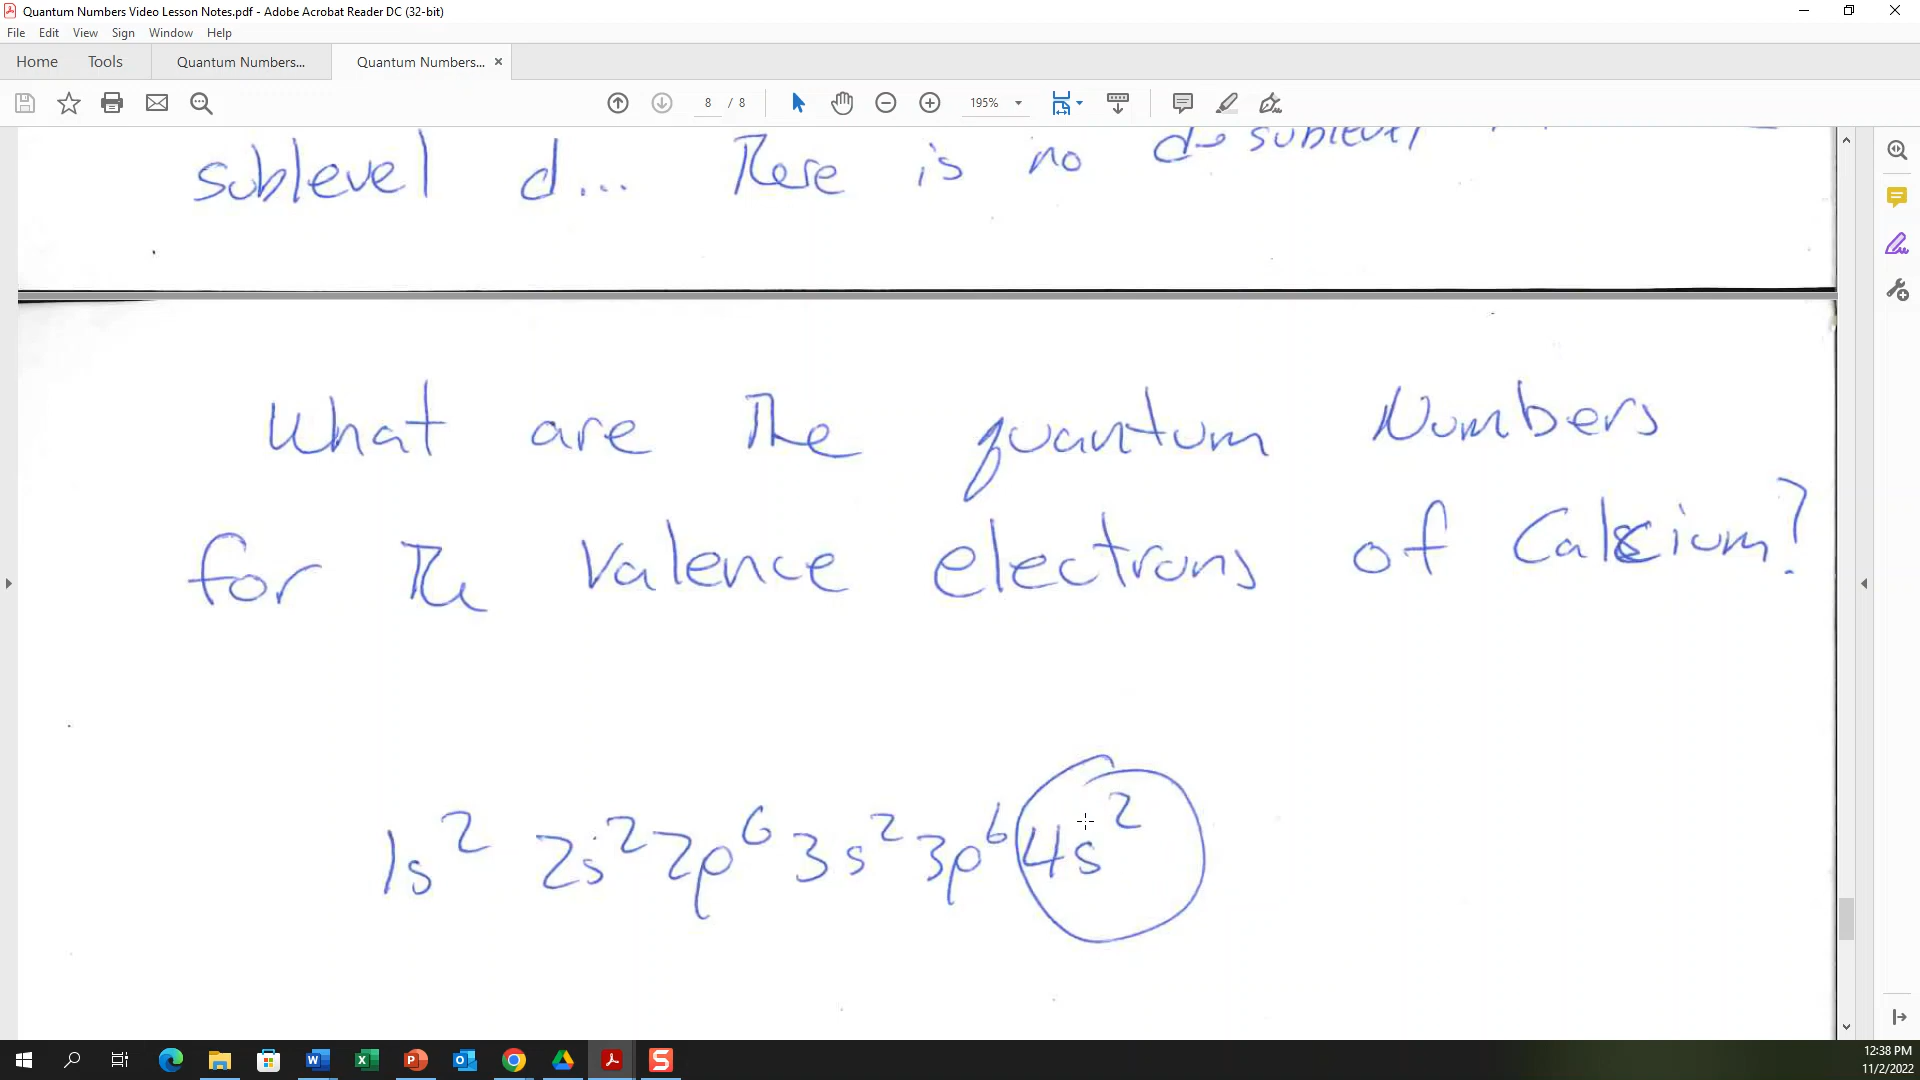 Quantum Numbers Video Lesson Notes.pdf - Adobe Acrobat Reader DC (32-bit)
File Edit View Sign Window Help
Home Tools Quantum Numbers... Quantum Numbers... ×
8 / 8 195%
sublevel d... There is no d-sublevel
What are The quantum Numbers
for The Valence electrons of Calcium?
1s² 2s² 2p⁶ 3s² 3p⁶ 4s²
12:38 PM
11/2/2022